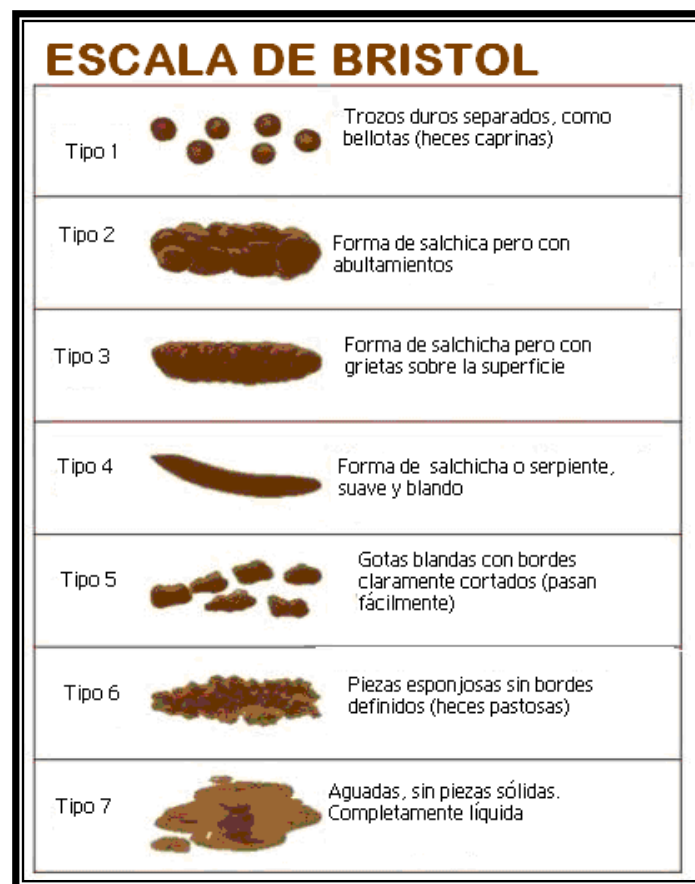 ESCALA DE BRISTOL
Tipo 1
Trozos duros separados, como
bellotas (heces caprinas)
Tipo 2
Forma de salchica pero con
abultamientos
Tipo 3
Forma de salchicha pero con
grietas sobre la superficie
Tipo 4
Forma de salchicha o serpiente,
suave y blando
Tipo 5
Gotas blandas con bordes
claramente cortados (pasan
fácilmente)
Tipo 6
Piezas esponjosas sin bordes
definidos (heces pastosas)
Tipo 7
Aguadas, sin piezas sólidas.
Completamente líquida